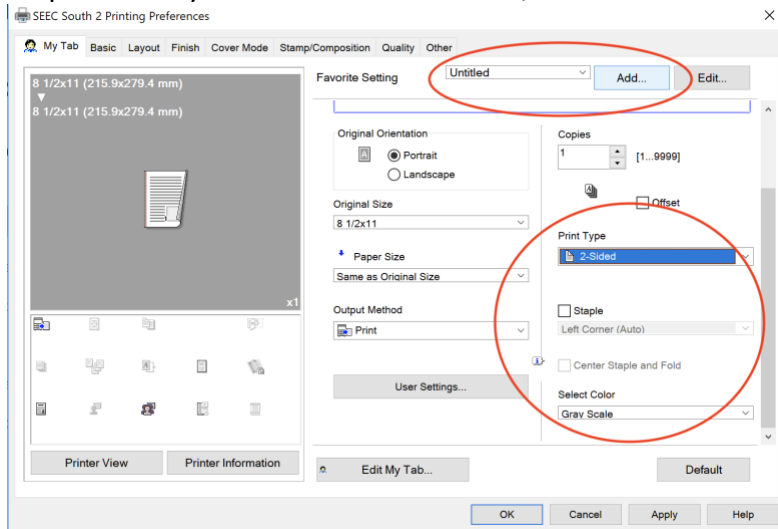 SEEC South 2 Printing Preferences
My Tab Basic Layout Finish Cover Mode Stamp/Composition Quality Other
8 1/2x11 (215.9x279.4 mm)
8 1/2x11 (215.9x279.4 mm)
x1
Printer View Printer Information
Favorite Setting Untitled Add... Edit...
Original Orientation
Portrait
Landscape
Original Size
8 1/2x11
Paper Size
Same as Original Size
Output Method
Print
User Settings...
Copies
1 [1...9999]
Offset
Print Type
2-Sided
Staple
Left Corner (Auto)
Center Staple and Fold
Select Color
Gray Scale
Edit My Tab... Default
OK Cancel Apply Help